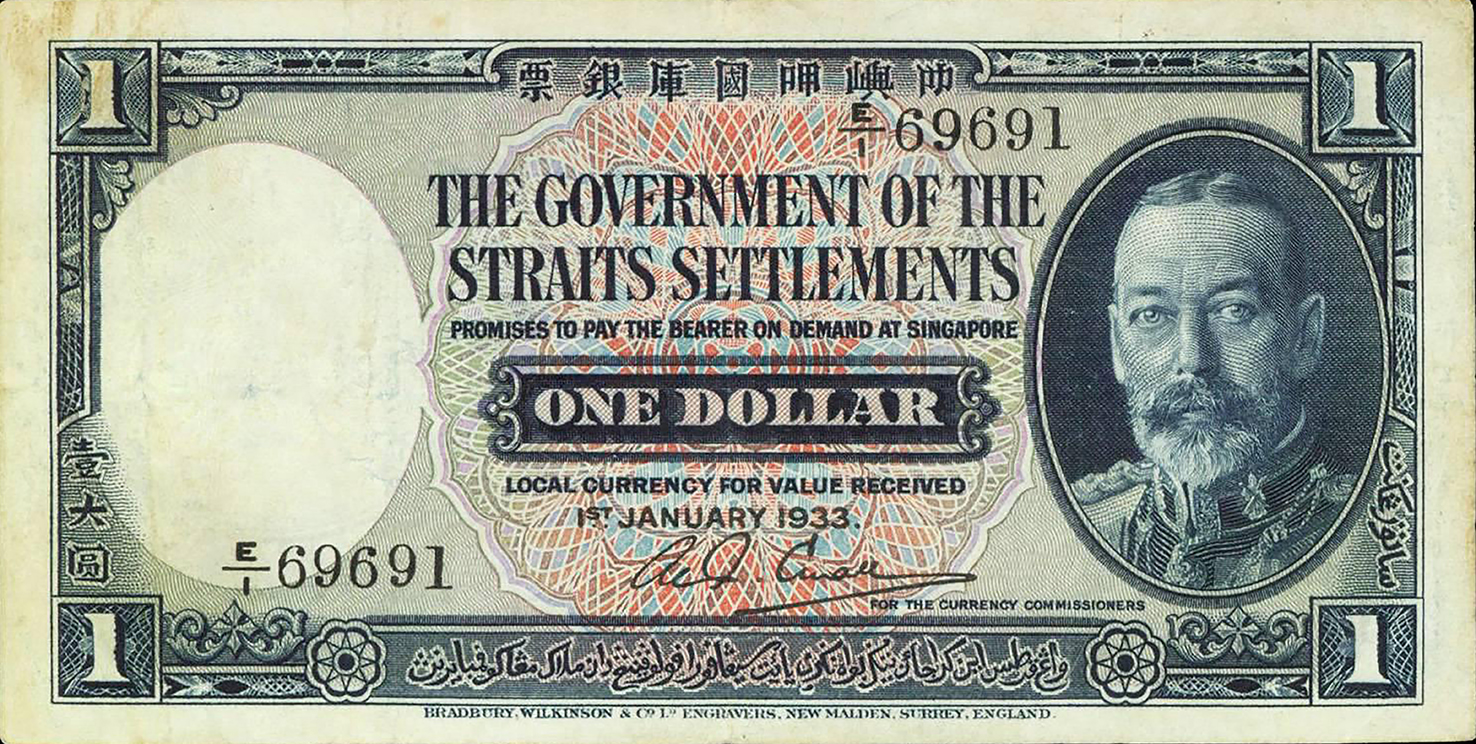 1
1
叻嶼呷國庫銀票
E/1 69691
THE GOVERNMENT OF THE
STRAITS SETTLEMENTS
PROMISES TO PAY THE BEARER ON DEMAND AT SINGAPORE
ONE DOLLAR
LOCAL CURRENCY FOR VALUE RECEIVED
1ST JANUARY 1933.
壹大圓
E/1 69691
FOR THE CURRENCY COMMISSIONERS
1
1
BRADBURY, WILKINSON & Co Ld ENGRAVERS, NEW MALDEN, SURREY, ENGLAND.